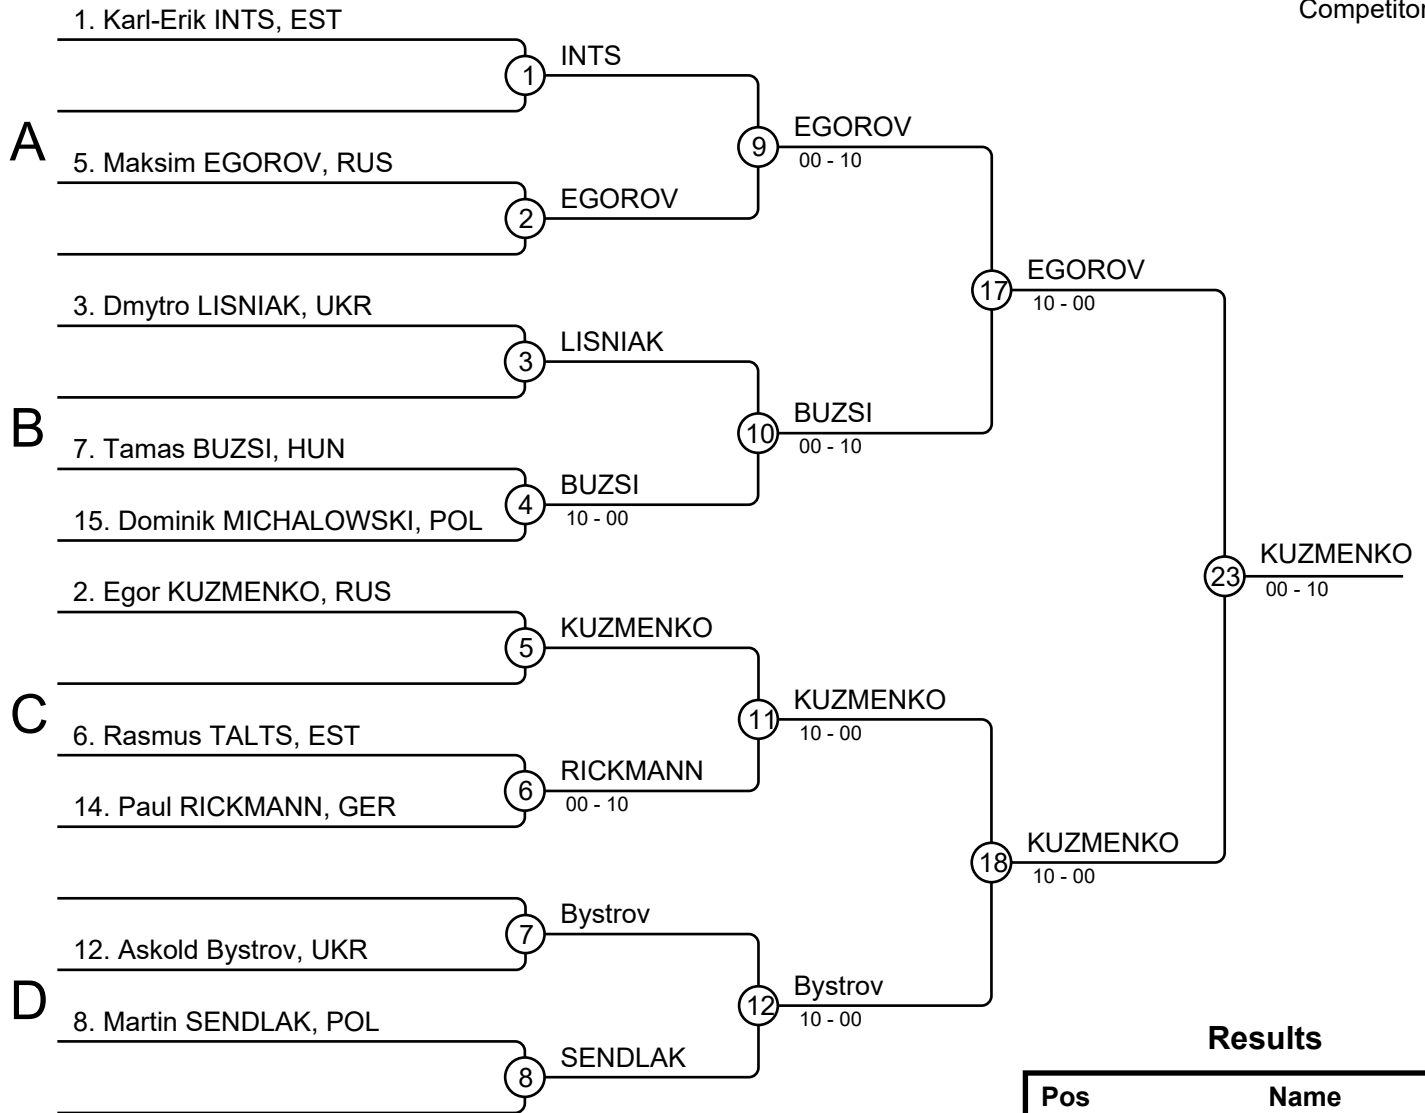 Competitor
1. Karl-Erik INTS, EST
1
INTS
A
9
EGOROV
00 - 10
5. Maksim EGOROV, RUS
2
EGOROV
17
EGOROV
10 - 00
3. Dmytro LISNIAK, UKR
3
LISNIAK
B
10
BUZSI
00 - 10
7. Tamas BUZSI, HUN
4
BUZSI
10 - 00
15. Dominik MICHALOWSKI, POL
23
KUZMENKO
00 - 10
2. Egor KUZMENKO, RUS
5
KUZMENKO
C
11
KUZMENKO
10 - 00
6. Rasmus TALTS, EST
6
RICKMANN
00 - 10
14. Paul RICKMANN, GER
18
KUZMENKO
10 - 00
7
Bystrov
12. Askold Bystrov, UKR
D
12
Bystrov
10 - 00
8. Martin SENDLAK, POL
8
SENDLAK
Results
Pos Name